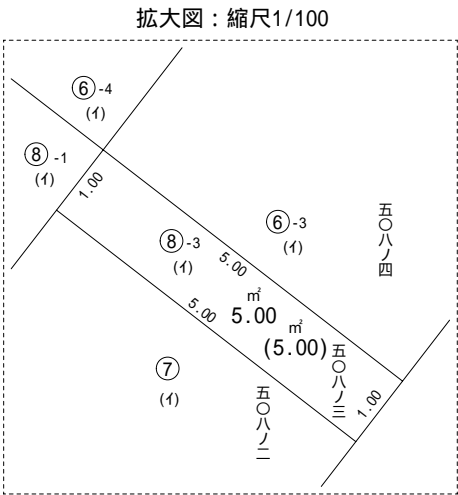 拡大図：縮尺1/100
⑥-4
(イ)
⑧-1
(イ)
1.00
⑥-3
(イ)
五〇八ノ四
⑧-3
(イ)
5.00
5.00
㎡
5.00
㎡
(5.00)
五〇八ノ三
1.00
⑦
(イ)
五〇八ノ二